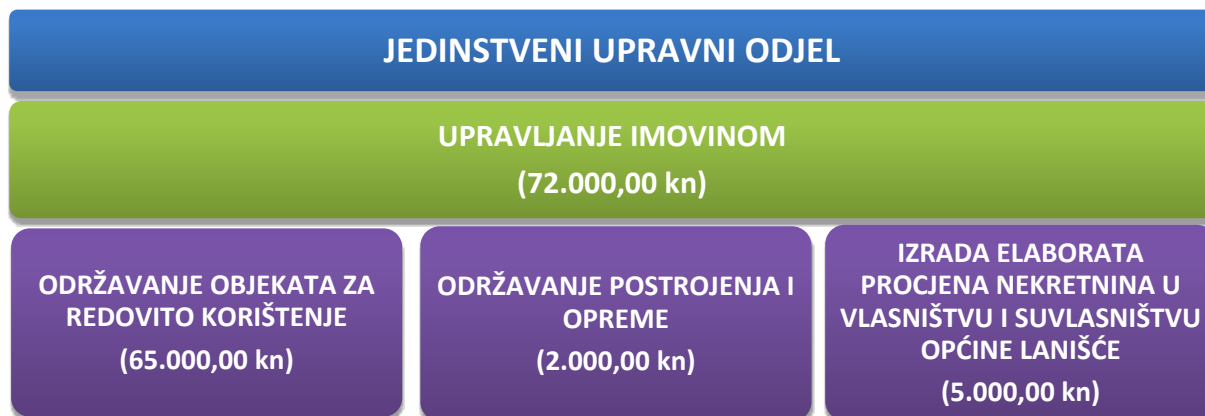 JEDINSTVENI UPRAVNI ODJEL
UPRAVLJANJE IMOVINOM
(72.000,00 kn)
ODRŽAVANJE OBJEKATA ZA
REDOVITO KORIŠTENJE
(65.000,00 kn)
ODRŽAVANJE POSTROJENJA I
OPREME
(2.000,00 kn)
IZRADA ELABORATA
PROCJENA NEKRETNINA U
VLASNIŠTVU I SUVLASNIŠTVU
OPĆINE LANIŠĆE
(5.000,00 kn)